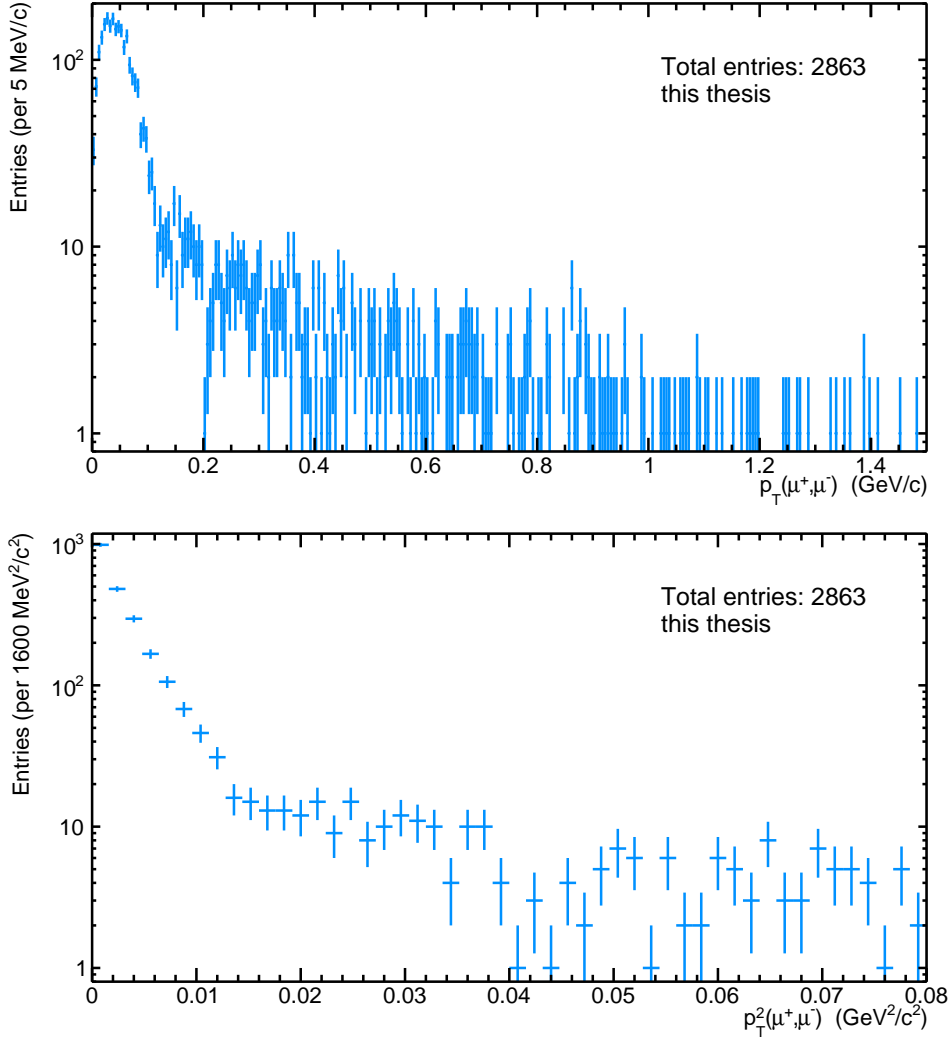 Entries (per 5 MeV/c)
10²
10
1
Total entries: 2863
this thesis
0 0.2 0.4 0.6 0.8 1 1.2 1.4
p_T(μ⁺,μ⁻) (GeV/c)
Entries (per 1600 MeV²/c²)
10³
10²
10
1
Total entries: 2863
this thesis
0 0.01 0.02 0.03 0.04 0.05 0.06 0.07 0.08
p_T²(μ⁺,μ⁻) (GeV²/c²)